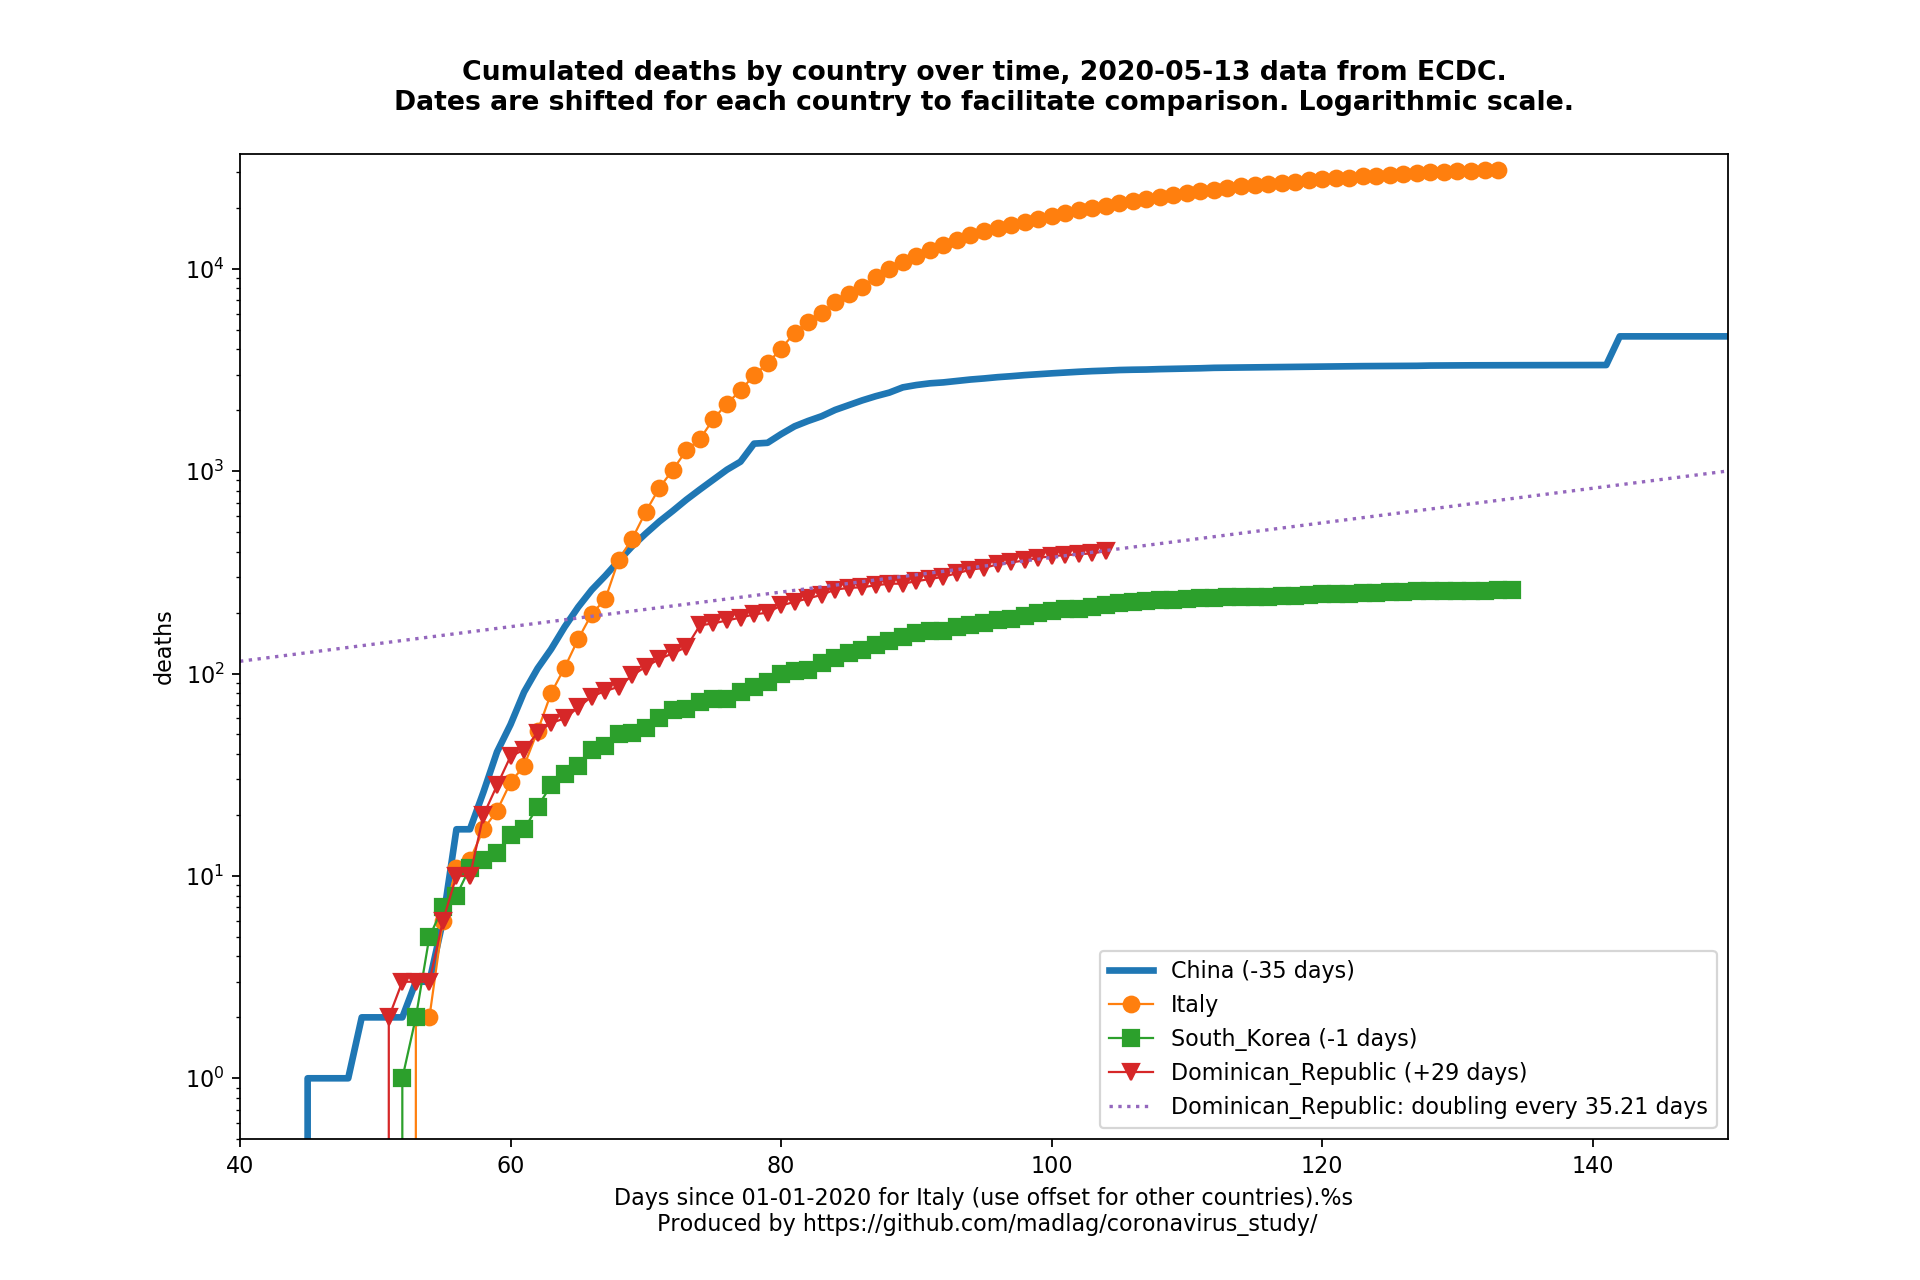 Cumulated deaths by country over time, 2020-05-13 data from ECDC.
Dates are shifted for each country to facilitate comparison. Logarithmic scale.
10^4
10^3
10^2
10^1
10^0
deaths
China (-35 days)
Italy
South_Korea (-1 days)
Dominican_Republic (+29 days)
Dominican_Republic: doubling every 35.21 days
40 60 80 100 120 140
Days since 01-01-2020 for Italy (use offset for other countries).%s
Produced by https://github.com/madlag/coronavirus_study/